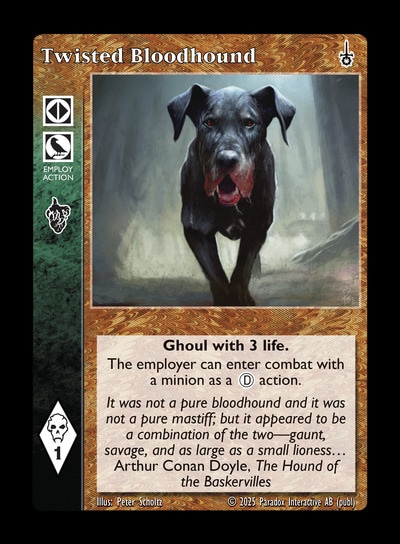 Twisted Bloodhound
EMPLOY
ACTION
Ghoul with 3 life.
The employer can enter combat with
a minion as a Ⓓ action.
It was not a pure bloodhound and it was
not a pure mastiff; but it appeared to be
a combination of the two—gaunt,
savage, and as large as a small lioness…
Arthur Conan Doyle, The Hound of
the Baskervilles
1
Illus: Peter Scholtz
© 2025 Paradox Interactive AB (publ)